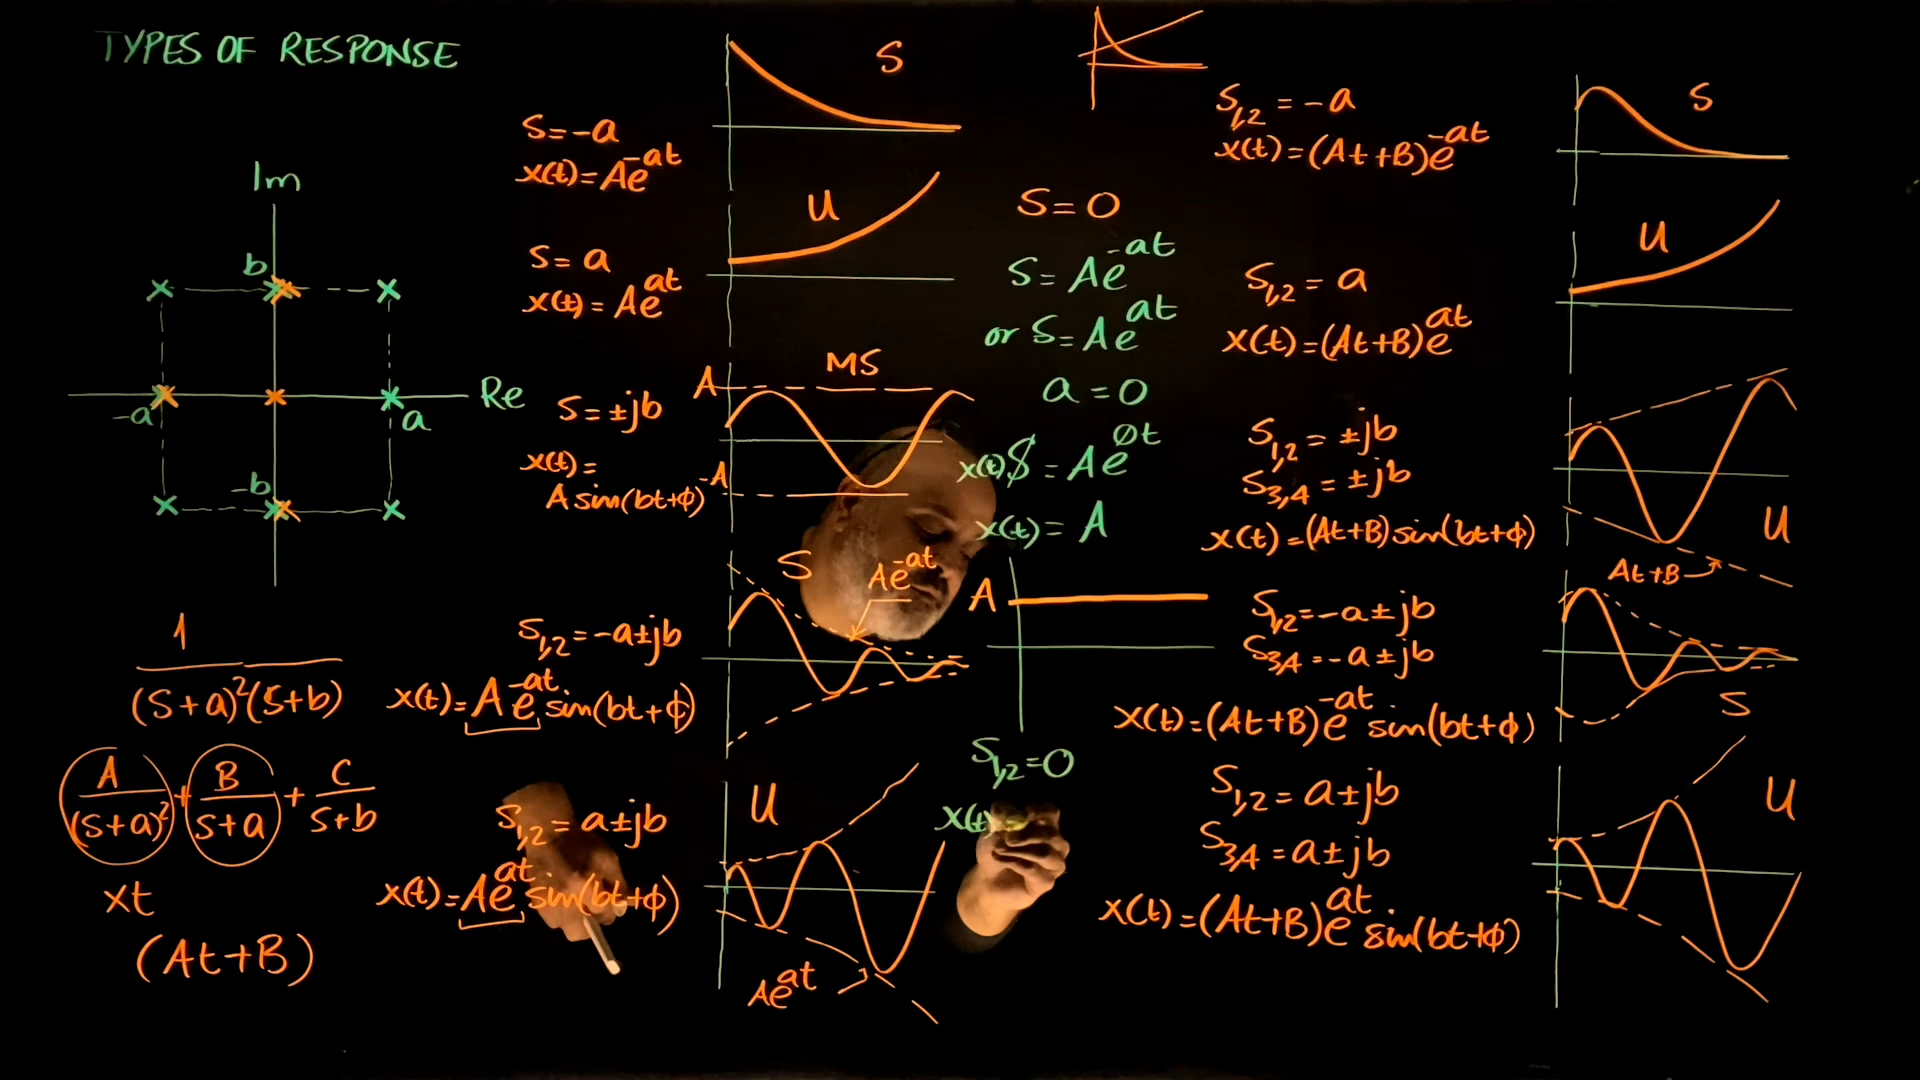 TYPES OF RESPONSE
Im
b
Re
-a
a
-b
1
(S+a)²(S+b)
A/(S+a)² + B/(S+a) + C/(S+b)
xt
(At+B)
S=-a
x(t)=Ae^-at
S
S=a
x(t)=Ae^at
U
S=±jb
x(t)=
A sin(bt+φ)
MS
A
-A
S₁,₂=-a±jb
x(t)=Ae^-at sin(bt+φ)
S
Ae^-at
S₁,₂=a±jb
x(t)=Ae^at sin(bt+φ)
U
Ae^at
S=0
S=Ae^-at
or S=Ae^at
a=0
x(t)S=Ae^0t
x(t)=A
A
S₁,₂=0
x(t)=
S₁,₂=-a
x(t)=(At+B)e^-at
S
S₁,₂=a
x(t)=(At+B)e^at
U
S₁,₂=±jb
S₃,₄=±jb
x(t)=(At+B)sin(bt+φ)
U
At+B
S₁,₂=-a±jb
S₃,₄=-a±jb
x(t)=(At+B)e^-at sin(bt+φ)
S
S₁,₂=a±jb
S₃,₄=a±jb
x(t)=(At+B)e^at sin(bt+φ)
U